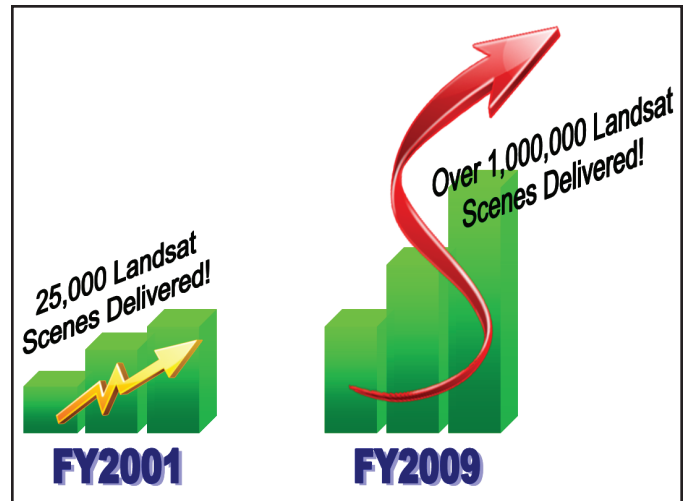 25,000 Landsat
Scenes Delivered!
FY2001
Over 1,000,000 Landsat
Scenes Delivered!
FY2009